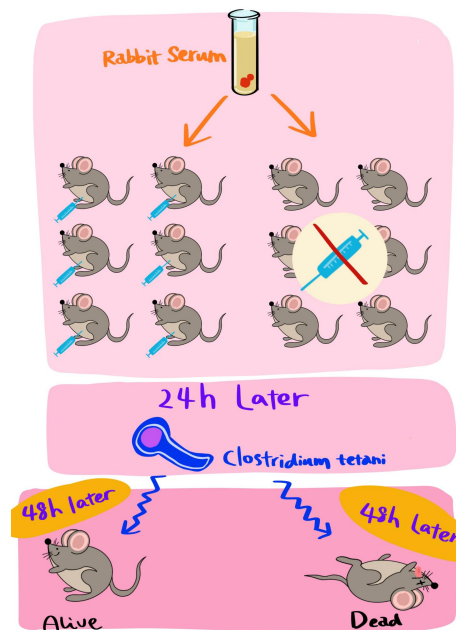 Rabbit Serum
24h Later
Clostridium tetani
48h later
48h Later
Alive
Dead